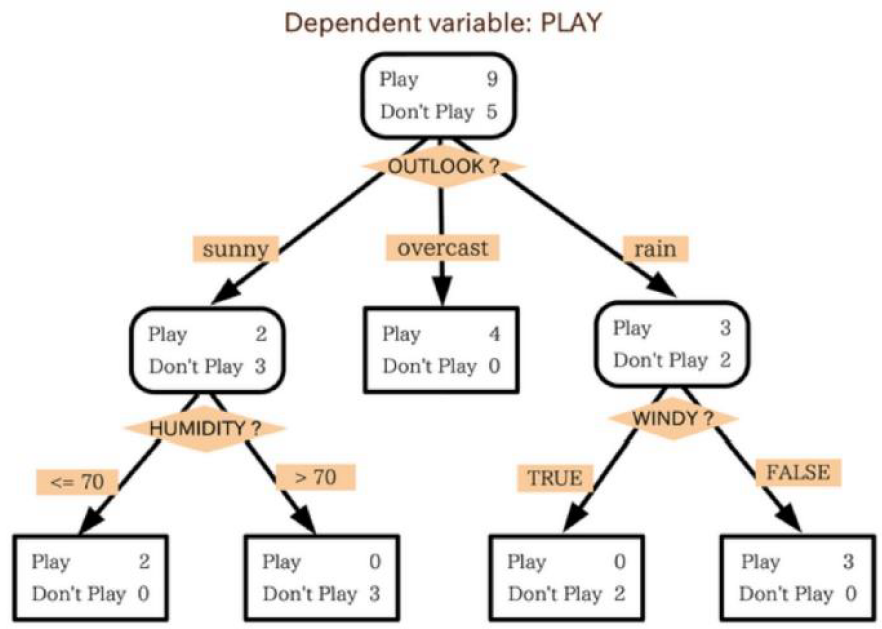 Dependent variable: PLAY
Play 9
Don't Play 5
OUTLOOK ?
sunny
overcast
rain
Play 2
Don't Play 3
Play 4
Don't Play 0
Play 3
Don't Play 2
HUMIDITY ?
WINDY ?
<= 70
> 70
TRUE
FALSE
Play 2
Don't Play 0
Play 0
Don't Play 3
Play 0
Don't Play 2
Play 3
Don't Play 0